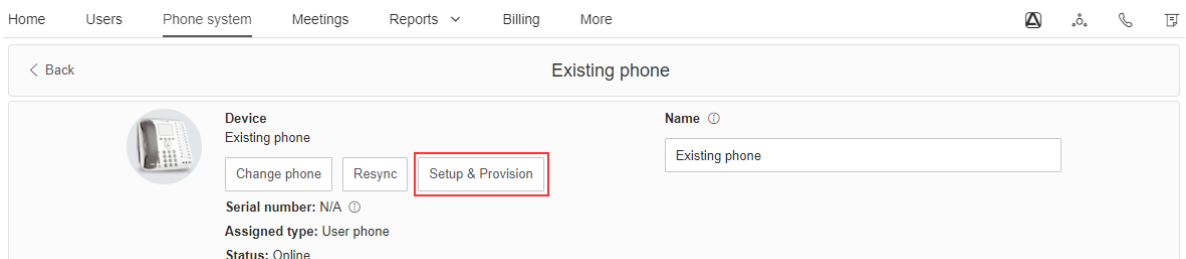 Home Users Phone system Meetings Reports Billing More
Back Existing phone
Device Name
Existing phone
Existing phone
Change phone Resync Setup & Provision
Serial number: N/A
Assigned type: User phone
Status: Online